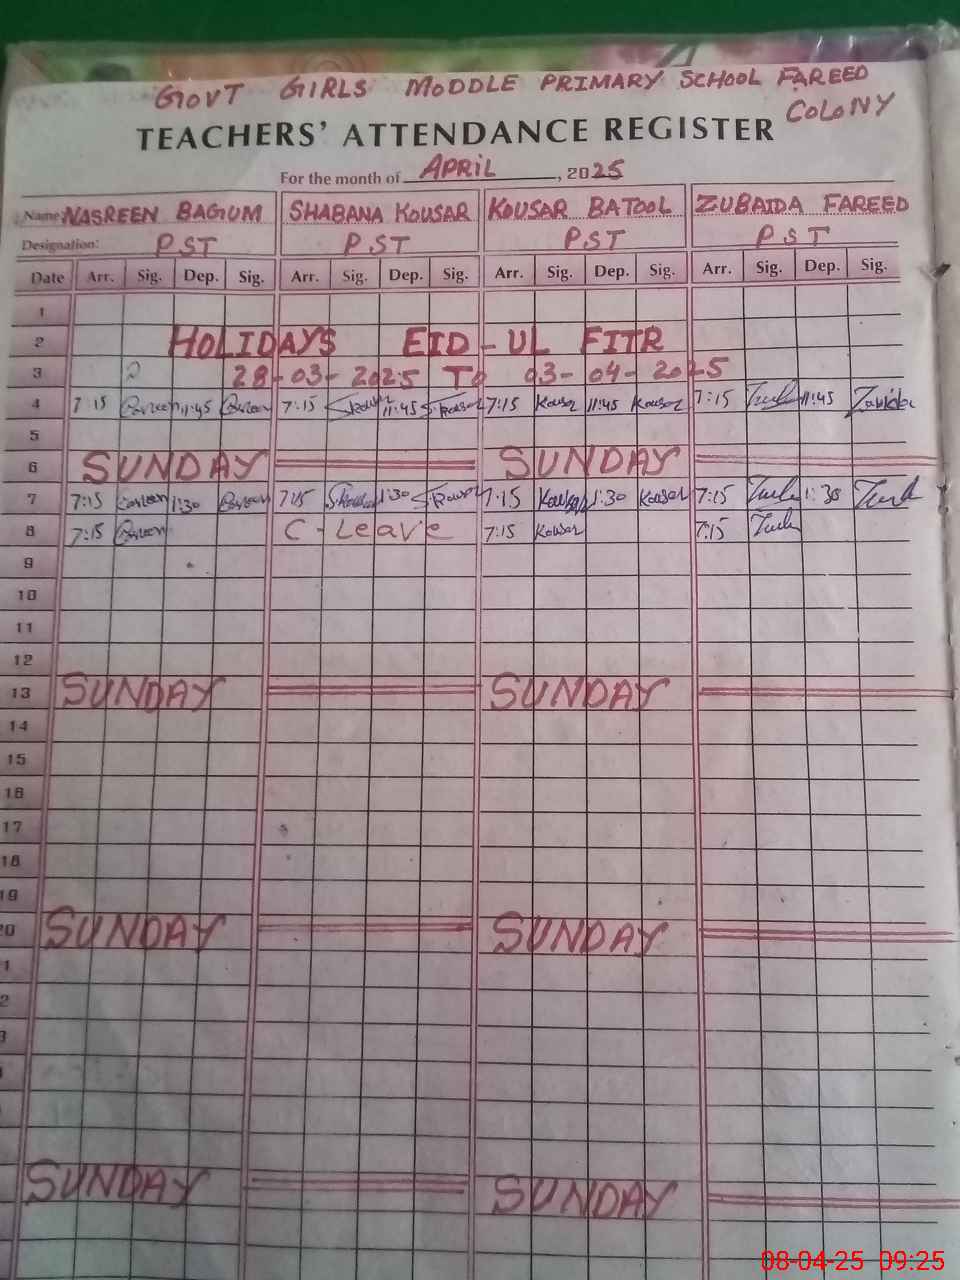 GOVT GIRLS MODDLE PRIMARY SCHOOL FAREED
COLONY
TEACHERS' ATTENDANCE REGISTER
For the month of APRIL, 2025
Name NASREEN BAGUM SHABANA KOUSAR KOUSAR BATOOL ZUBAIDA FAREED
Designation: PST PST PST PST
Date Arr. Sig. Dep. Sig. Arr. Sig. Dep. Sig. Arr. Sig. Dep. Sig. Arr. Sig. Dep. Sig.
1
2 HOLIDAYS EID-UL FITR
3 28-03-2025 TO 03-04-2025
4 7:15 11:45 7:15 11:45 7:15 Kousar 11:45 Kousar 7:15 11:45
5
6 SUNDAY SUNDAY
7 7:15 1:30 7:15 1:30 7:15 Kousar 1:30 Kousar 7:15 1:30
8 7:15 C-Leave 7:15 Kousar 7:15
9
10
11
12
13 SUNDAY SUNDAY
14
15
16
17
18
19
20 SUNDAY SUNDAY
1
2
3
SUNDAY SUNDAY
08-04-25 09:25